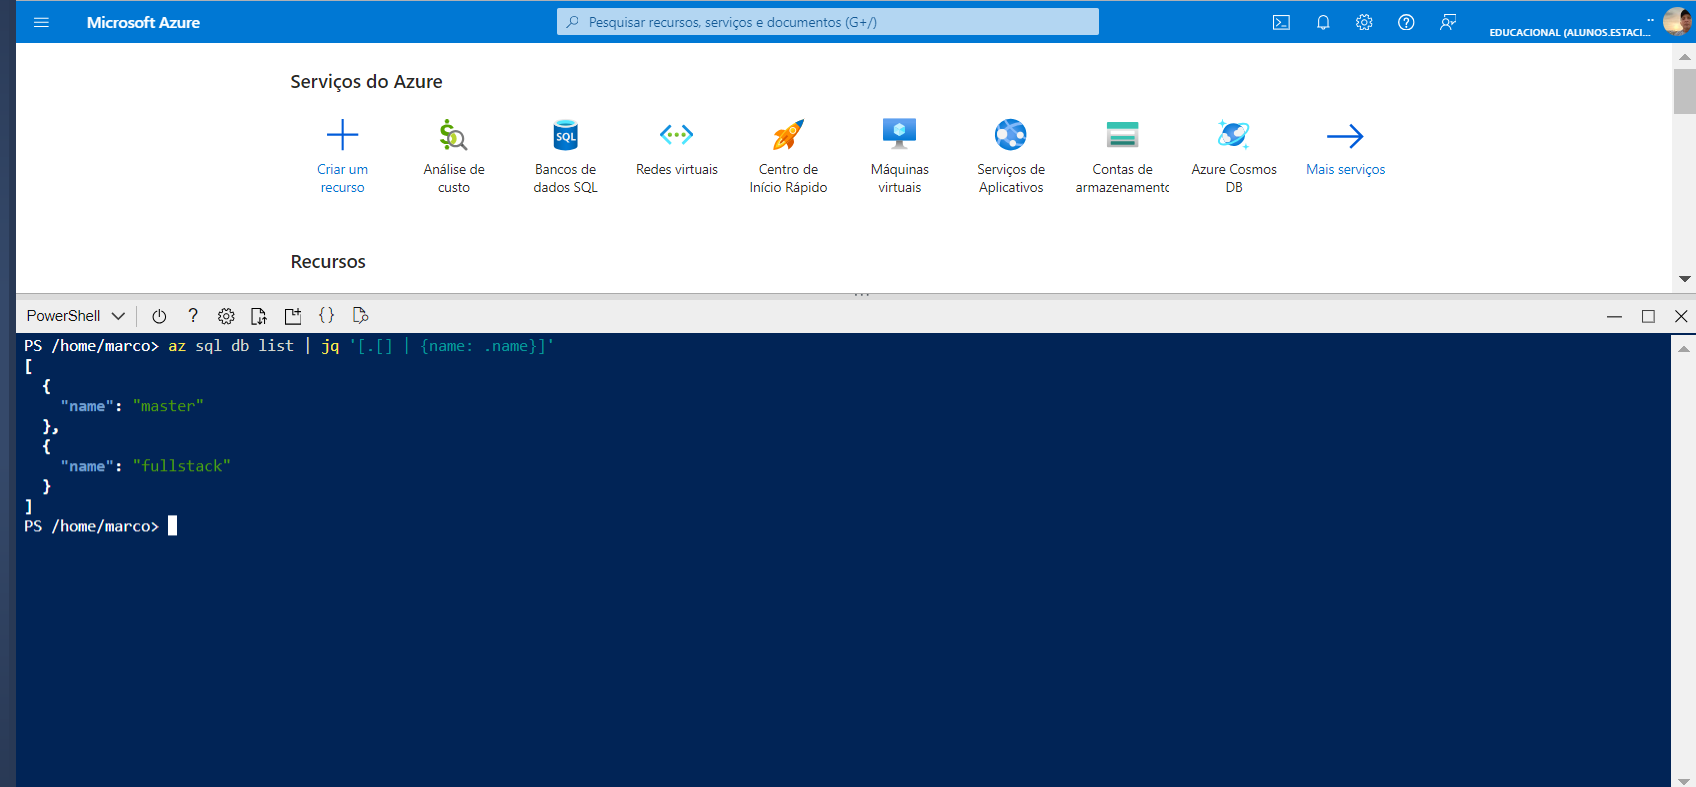 Microsoft Azure
Pesquisar recursos, serviços e documentos (G+/)
EDUCACIONAL (ALUNOS.ESTACI...
Serviços do Azure
Criar um
recurso
Análise de
custo
SQL
Bancos de
dados SQL
Redes virtuais
Centro de
Início Rápido
Máquinas
virtuais
Serviços de
Aplicativos
Contas de
armazenamento
Azure Cosmos
DB
Mais serviços
Recursos
PowerShell
PS /home/marco> az sql db list | jq '[.[] | {name: .name}]'
[
  {
    "name": "master"
  },
  {
    "name": "fullstack"
  }
]
PS /home/marco>